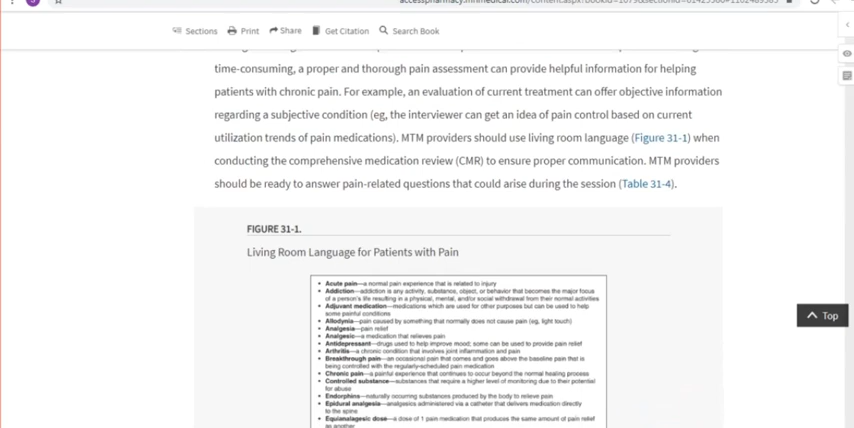 Sections Print Share Get Citation Search Book
time-consuming, a proper and thorough pain assessment can provide helpful information for helping
patients with chronic pain. For example, an evaluation of current treatment can offer objective information
regarding a subjective condition (eg, the interviewer can get an idea of pain control based on current
utilization trends of pain medications). MTM providers should use living room language (Figure 31-1) when
conducting the comprehensive medication review (CMR) to ensure proper communication. MTM providers
should be ready to answer pain-related questions that could arise during the session (Table 31-4).
FIGURE 31-1.
Living Room Language for Patients with Pain
• Acute pain—a normal pain experience that is related to injury
• Addiction—addiction is any activity, substance, object, or behavior that becomes the major focus
of a person's life resulting in a physical, mental, and/or social withdrawal from their normal activities
• Adjuvant medication—medications which are used for other purposes but can be used to help
some painful conditions
• Allodynia—pain caused by something that normally does not cause pain (eg, light touch)
• Analgesia—pain relief
• Analgesic—a medication that relieves pain
• Antidepressant—drugs used to help improve mood; some can be used to provide pain relief
• Arthritis—a chronic condition that involves joint inflammation and pain
• Breakthrough pain—an occasional pain that comes and goes above the baseline pain that is
being controlled with the regularly-scheduled pain medication
• Chronic pain—a painful experience that continues to occur beyond the normal healing process
• Controlled substance—substances that require a higher level of monitoring due to their potential
for abuse
• Endorphins—naturally occurring substances produced by the body to relieve pain
• Epidural analgesia—analgesics administered via a catheter that delivers medication directly
to the spine
• Equianalgesic dose—a dose of 1 pain medication that produces the same amount of pain relief
as another
Top